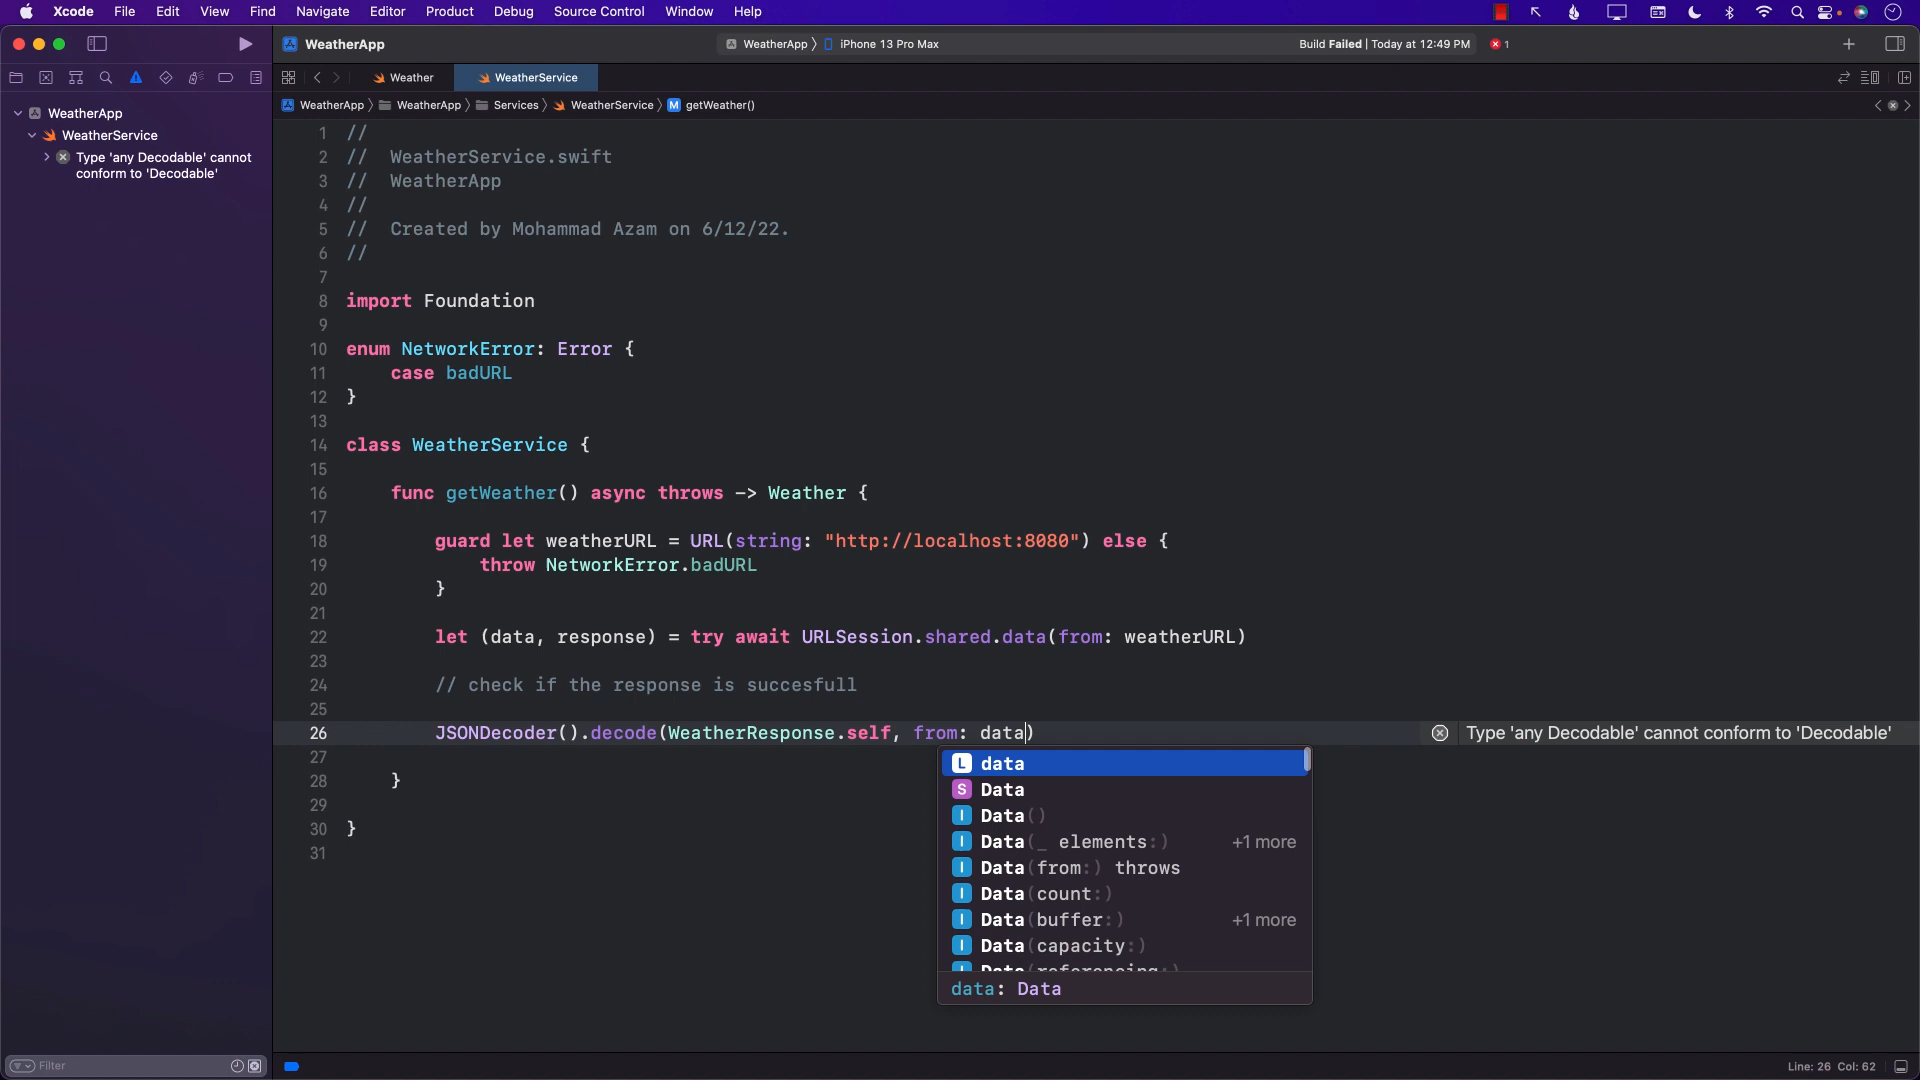 Xcode File Edit View Find Navigate Editor Product Debug Source Control Window Help
WeatherApp
WeatherApp 〉 iPhone 13 Pro Max
Build Failed | Today at 12:49 PM
1
Weather
WeatherService
WeatherApp 〉 WeatherApp 〉 Services 〉 WeatherService 〉 M getWeather()
WeatherApp
WeatherService
Type 'any Decodable' cannot
conform to 'Decodable'
1 //
2 //  WeatherService.swift
3 //  WeatherApp
4 //
5 //  Created by Mohammad Azam on 6/12/22.
6 //
7
8 import Foundation
9
10 enum NetworkError: Error {
11     case badURL
12 }
13
14 class WeatherService {
15
16     func getWeather() async throws -> Weather {
17
18         guard let weatherURL = URL(string: "http://localhost:8080") else {
19             throw NetworkError.badURL
20         }
21
22         let (data, response) = try await URLSession.shared.data(from: weatherURL)
23
24         // check if the response is succesfull
25
26         JSONDecoder().decode(WeatherResponse.self, from: data)
Type 'any Decodable' cannot conform to 'Decodable'
27
28     }
29
30 }
31
L data
S Data
I Data()
I Data(_ elements:) +1 more
I Data(from:) throws
I Data(count:)
I Data(buffer:) +1 more
I Data(capacity:)
I Data(referencing:)
data: Data
Filter
Line: 26 Col: 62